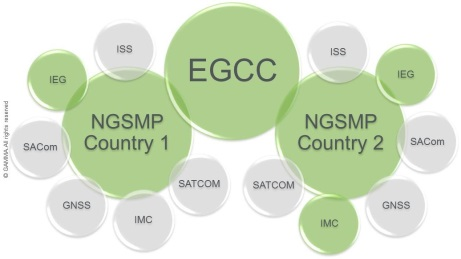 EGCC
ISS
IEG
NGSMP
Country 1
SACom
GNSS
IMC
SATCOM
ISS
IEG
NGSMP
Country 2
SACom
SATCOM
GNSS
IMC
© GAMMA All rights reserved